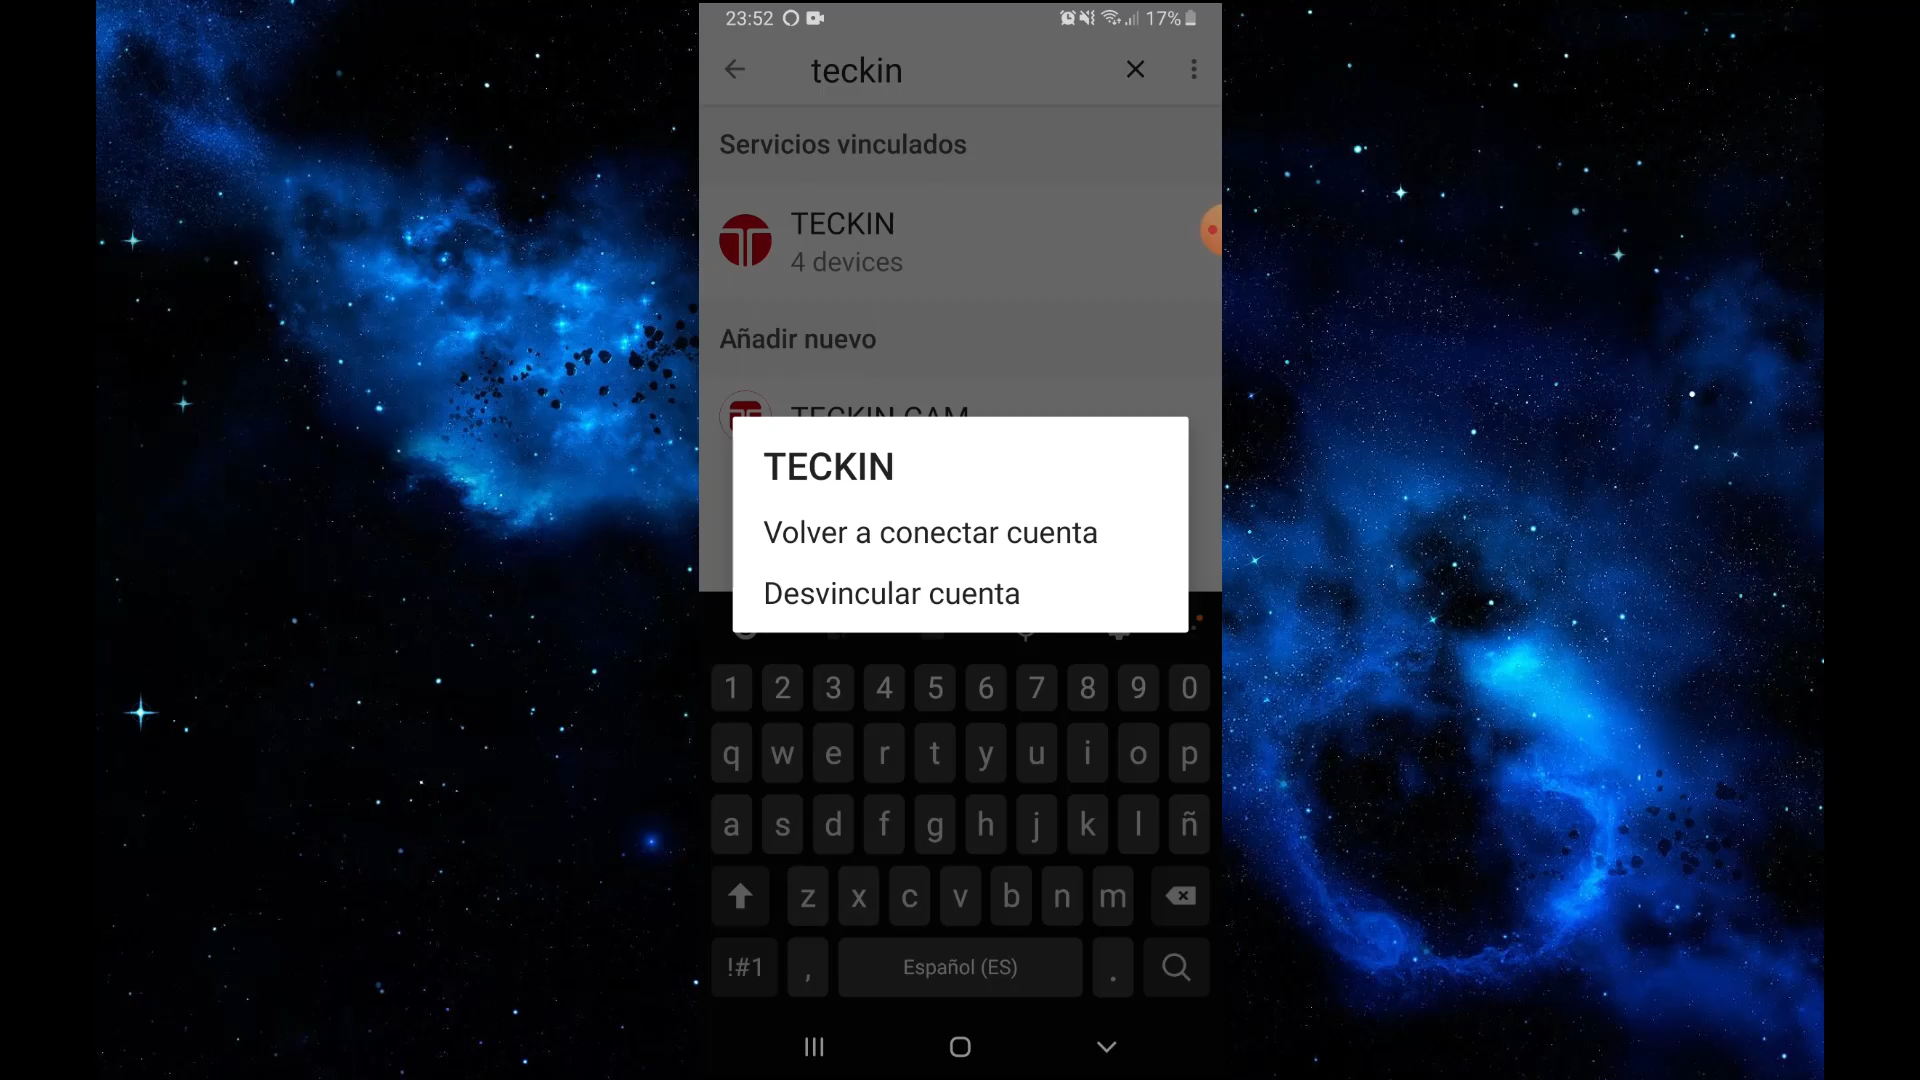 23:52
17%
teckin
Servicios vinculados
TECKIN
4 devices
Añadir nuevo
TECKIN CAM
TECKIN
Volver a conectar cuenta
Desvincular cuenta
1 2 3 4 5 6 7 8 9 0
q w e r t y u i o p
a s d f g h j k l ñ
z x c v b n m
!#1 , Español (ES) .